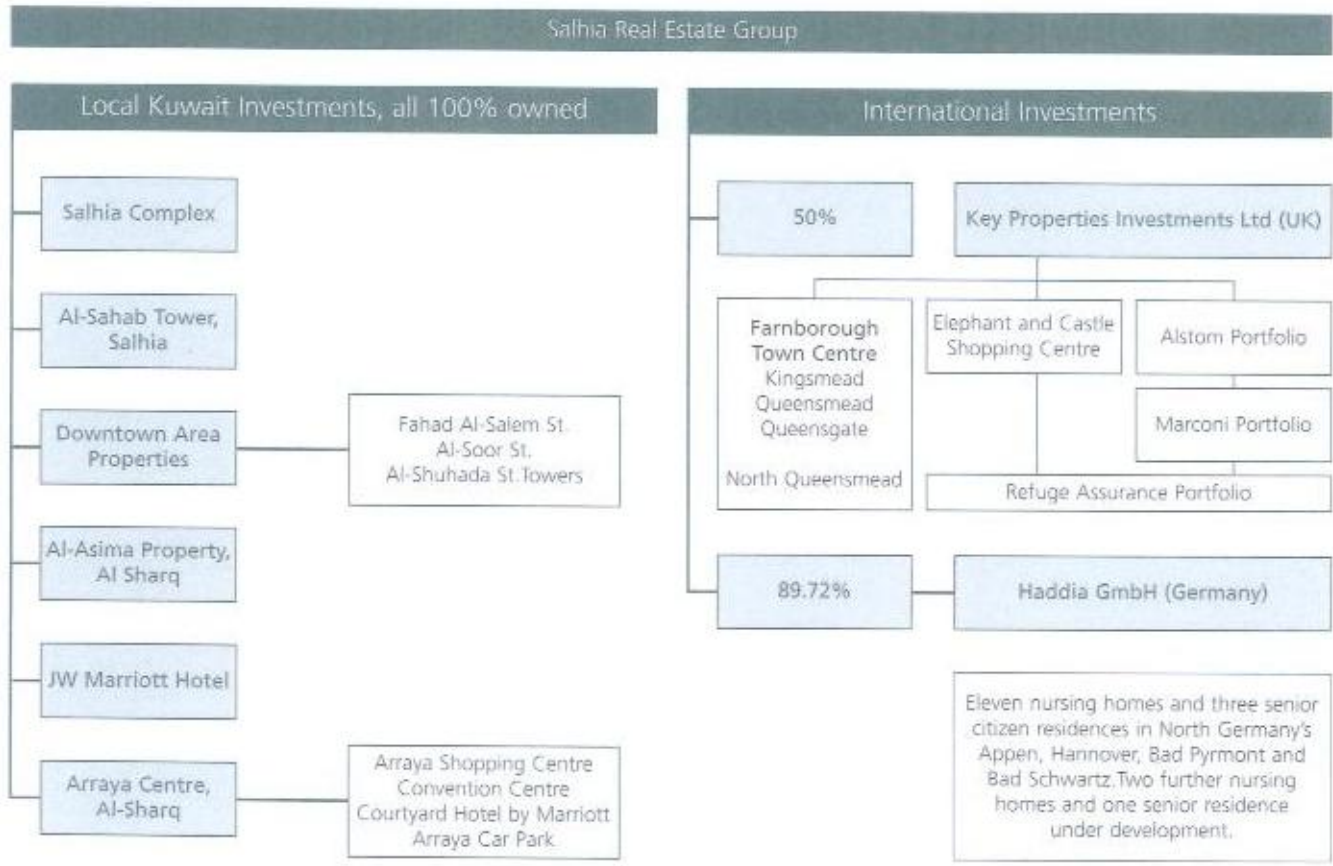 Salhia Real Estate Group
Local Kuwait Investments, all 100% owned
Salhia Complex
Al-Sahab Tower,
Salhia
Downtown Area
Properties
Fahad Al-Salem St.
Al-Soor St.
Al-Shuhada St.Towers
Al-Asima Property,
Al Sharq
JW Marriott Hotel
Arraya Centre,
Al-Sharq
Arraya Shopping Centre
Convention Centre
Courtyard Hotel by Marriott
Arraya Car Park
International Investments
50%
Key Properties Investments Ltd (UK)
Farnborough
Town Centre
Kingsmead
Queensmead
Queensgate
North Queensmead
Elephant and Castle
Shopping Centre
Alstom Portfolio
Marconi Portfolio
Refuge Assurance Portfolio
89.72%
Haddia GmbH (Germany)
Eleven nursing homes and three senior
citizen residences in North Germany's
Appen, Hannover, Bad Pyrmont and
Bad Schwartz.Two further nursing
homes and one senior residence
under development.